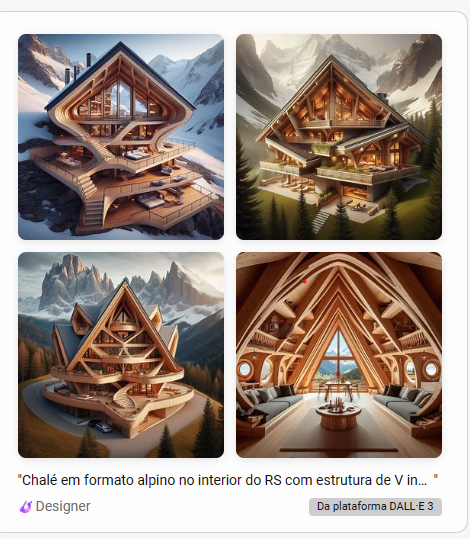 "Chalé em formato alpino no interior do RS com estrutura de V in... "
Designer
Da plataforma DALL·E 3